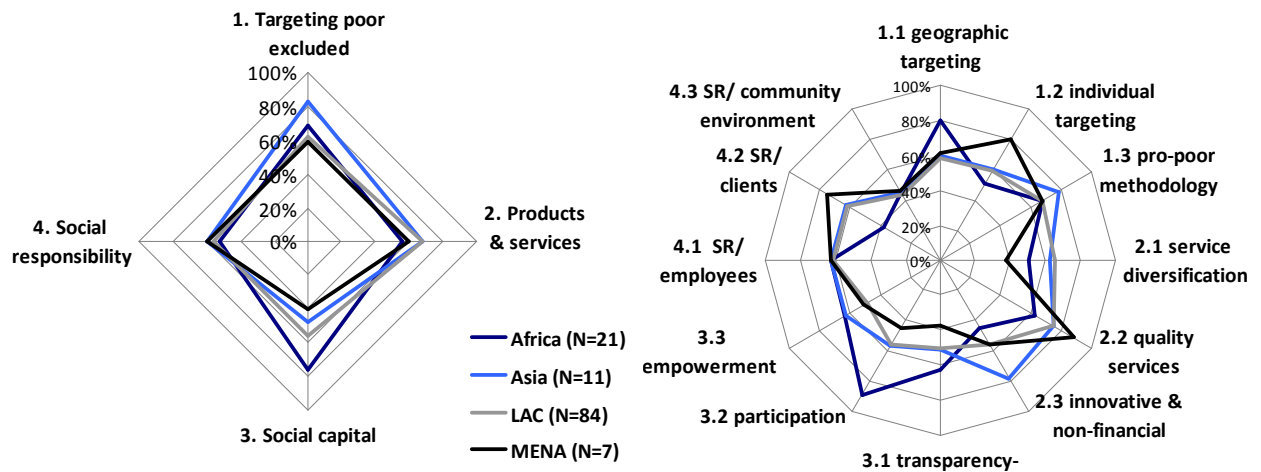 1. Targeting poor
excluded
100%
80%
60%
40%
20%
0%
2. Products
& services
3. Social capital
4. Social
responsibility
Africa (N=21)
Asia (N=11)
LAC (N=84)
MENA (N=7)
1.1 geographic
targeting
100%
80%
60%
40%
20%
0%
1.2 individual
targeting
1.3 pro-poor
methodology
2.1 service
diversification
2.2 quality
services
2.3 innovative &
non-financial
3.1 transparency-
3.2 participation
3.3
empowerment
4.1 SR/
employees
4.2 SR/
clients
4.3 SR/ community
environment